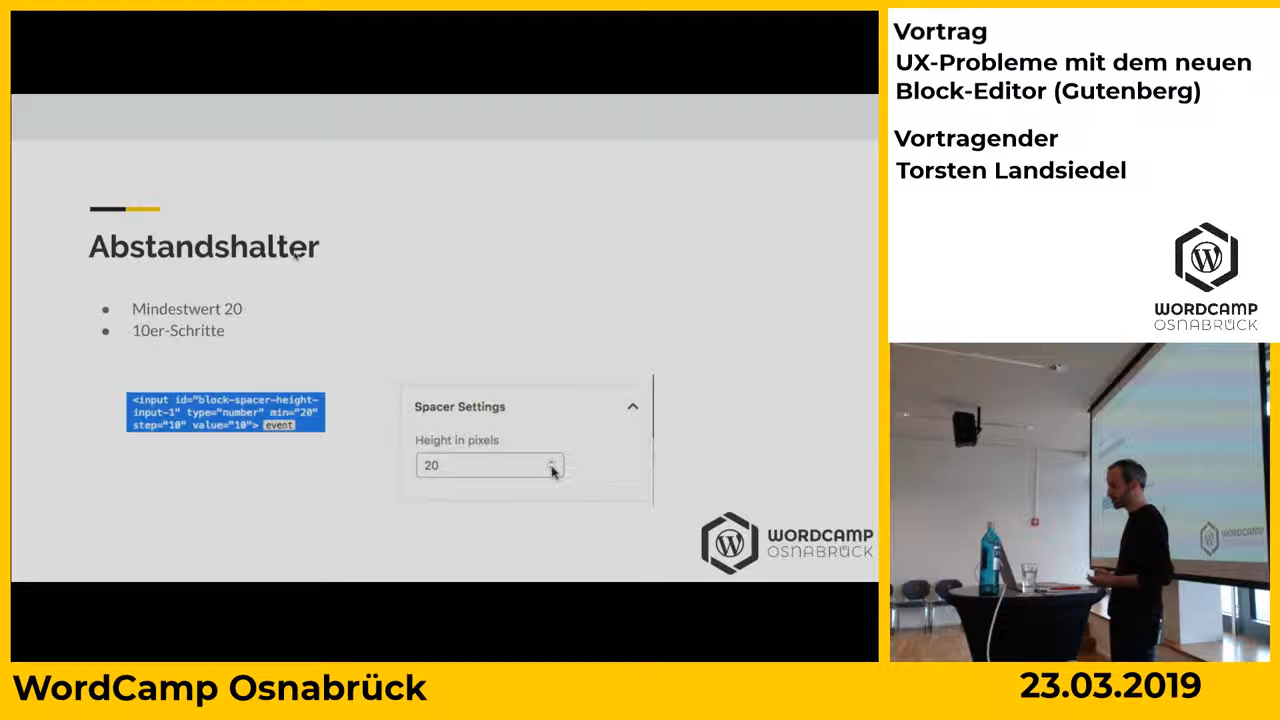 Vortrag
UX-Probleme mit dem neuen
Block-Editor (Gutenberg)
Vortragender
Torsten Landsiedel
WORDCAMP
OSNABRÜCK
Abstandshalter
● Mindestwert 20
● 10er-Schritte
<input id="block-spacer-height-
input-1" type="number" min="20"
step="10" value="10"> event
Spacer Settings
Height in pixels
20
WORDCAMP
OSNABRÜCK
WORDCAMP
WordCamp Osnabrück
23.03.2019